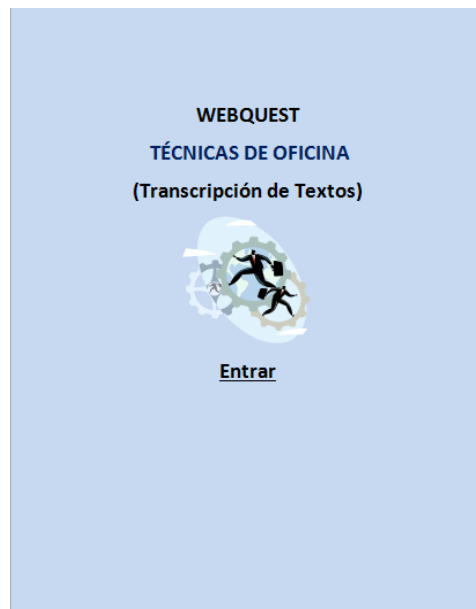 WEBQUEST
TÉCNICAS DE OFICINA
(Transcripción de Textos)
Entrar